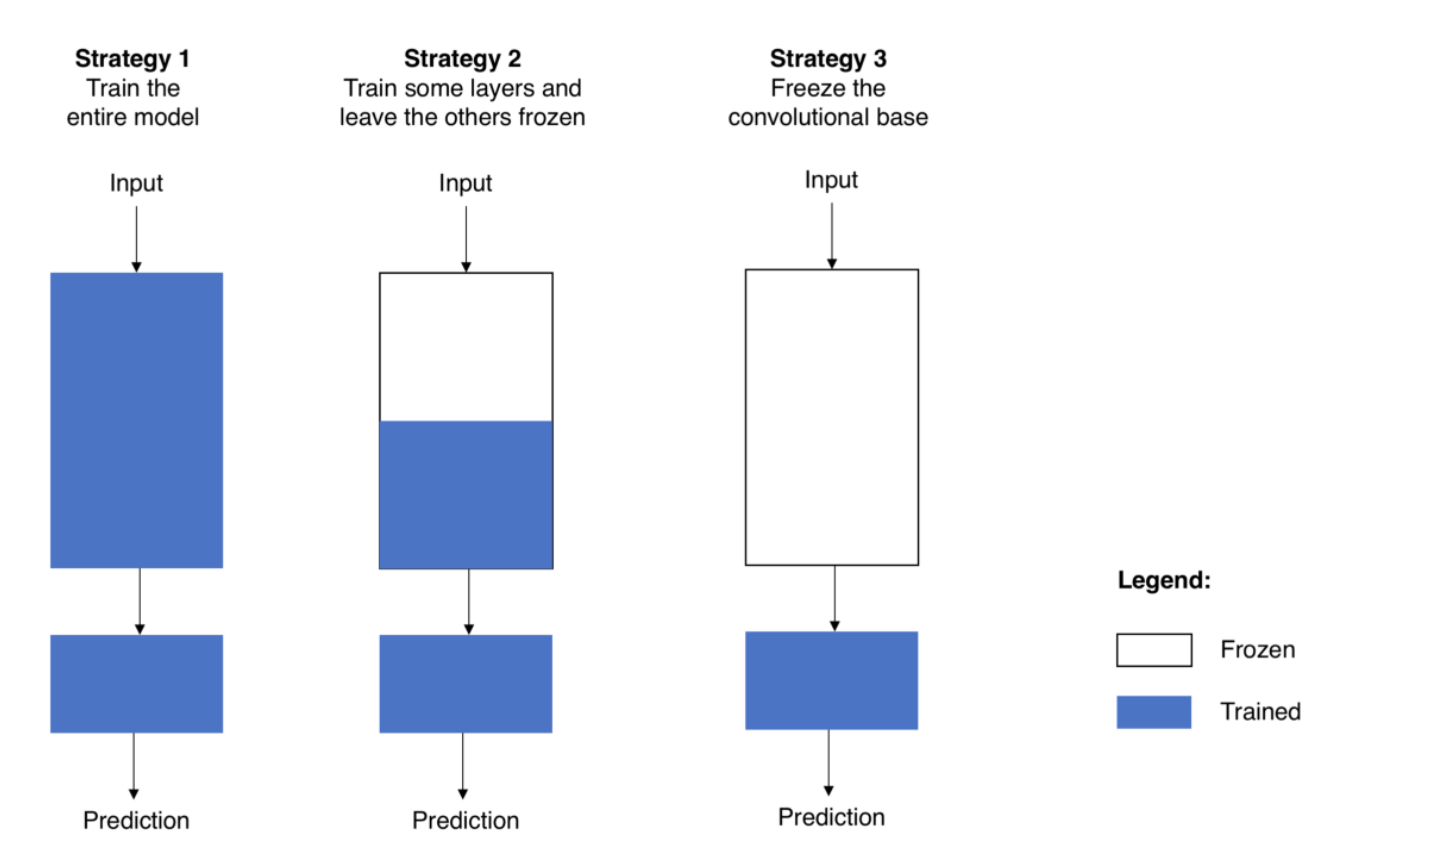 Strategy 1
Train the
entire model
Input
Prediction
Strategy 2
Train some layers and
leave the others frozen
Input
Prediction
Strategy 3
Freeze the
convolutional base
Input
Prediction
Legend:
Frozen
Trained